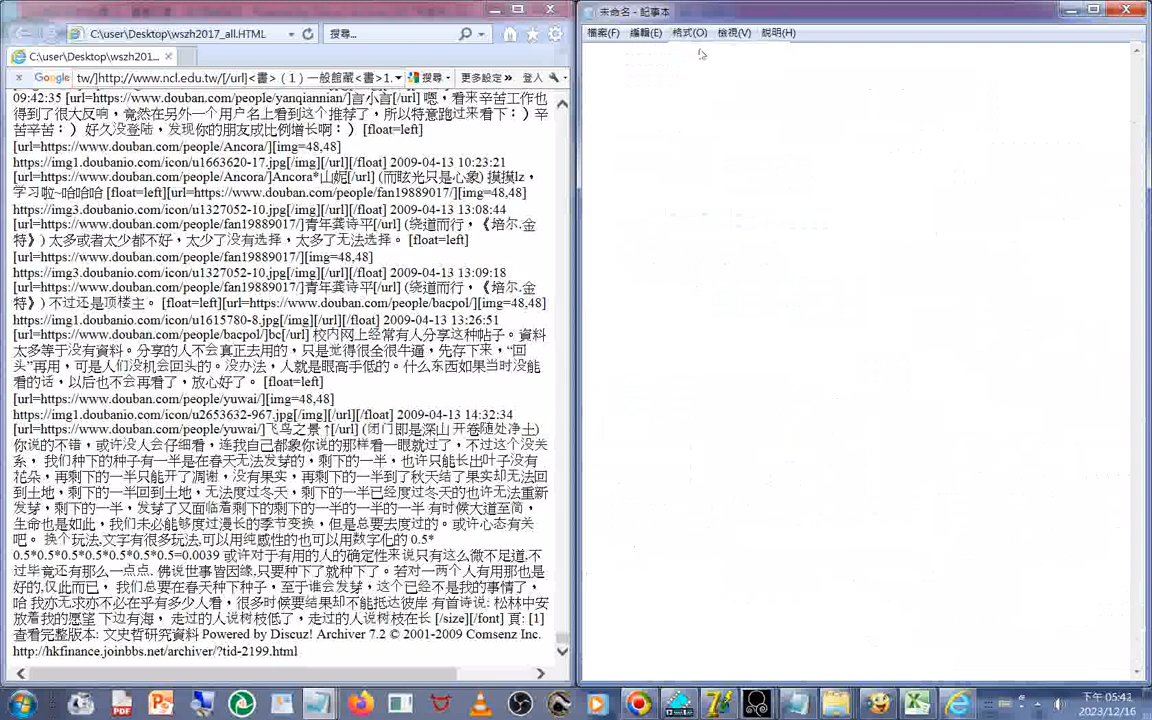 C:\user\Desktop\wszh2017_all.HTML
搜尋...
C:\user\Desktop\wszh201...
Google
tw/]http://www.ncl.edu.tw/[/url]<書>（1）一般館藏<書>1.
搜尋
更多設定 »
登入
09:42:35 [url=https://www.douban.com/people/yanqiannian/]言小言[/url] 嗯，看来辛苦工作也
得到了很大反响，竟然在另外一个用户名上看到这个推荐了，所以特意跑过来看下：）辛
苦辛苦：）好久没登陆，发现你的朋友成比例增长啊：）[float=left]
[url=https://www.douban.com/people/Ancora/][img=48,48]
https://img1.doubanio.com/icon/u1663620-17.jpg[/img][/url][/float] 2009-04-13 10:23:21
[url=https://www.douban.com/people/Ancora/]Ancora*山妮[/url] (而眩光只是心象) 摸摸lz，
学习啦~哈哈哈 [float=left][url=https://www.douban.com/people/fan19889017/][img=48,48]
https://img3.doubanio.com/icon/u1327052-10.jpg[/img][/url][/float] 2009-04-13 13:08:44
[url=https://www.douban.com/people/fan19889017/]青年龚诗平[/url] (绕道而行，《培尔.金
特》) 太多或者太少都不好，太少了没有选择，太多了无法选择。 [float=left]
[url=https://www.douban.com/people/fan19889017/][img=48,48]
https://img3.doubanio.com/icon/u1327052-10.jpg[/img][/url][/float] 2009-04-13 13:09:18
[url=https://www.douban.com/people/fan19889017/]青年龚诗平[/url] (绕道而行，《培尔.金
特》) 不过还是顶楼主。 [float=left][url=https://www.douban.com/people/bacpol/][img=48,48]
https://img1.doubanio.com/icon/u1615780-8.jpg[/img][/url][/float] 2009-04-13 13:26:51
[url=https://www.douban.com/people/bacpol/]bc[/url] 校内网上经常有人分享这种帖子。資料
太多等于没有資料。分享的人不会真正去用的，只是觉得很全很牛逼，先存下来，“回
头”再用，可是人们没机会回头的。没办法，人就是眼高手低的。什么东西如果当时没能
看的话，以后也不会再看了，放心好了。 [float=left]
[url=https://www.douban.com/people/yuwai/][img=48,48]
https://img1.doubanio.com/icon/u2653632-967.jpg[/img][/url][/float] 2009-04-13 14:32:34
[url=https://www.douban.com/people/yuwai/]飞鸟之景↑[/url] (闭门即是深山 开卷随处净土)
你说的不错，或许没人会仔细看，连我自己都象你说的那样看一眼就过了，不过这个没关
系， 我们种下的种子有一半是在春天无法发芽的，剩下的一半，也许只能长出叶子没有
花朵，再剩下的一半只能开了凋谢，没有果实，再剩下的一半到了秋天结了果实却无法回
到土地，剩下的一半回到土地，无法度过冬天，剩下的一半已经度过冬天的也许无法重新
发芽，剩下的一半，发芽了又面临着剩下的剩下的一半的一半的一半 有时候大道至简，
生命也是如此，我们未必能够度过漫长的季节变换，但是总要去度过的。或许心态有关
吧。 换个玩法,文字有很多玩法,可以用纯感性的也可以用数字化的 0.5*
0.5*0.5*0.5*0.5*0.5*0.5*0.5=0.0039 或许对于有用的人的确定性来说只有这么微不足道.不
过毕竟还有那么一点点. 佛说世事皆因缘,只要种下了就种下了。若对一两个人有用那也是
好的,仅此而已， 我们总要在春天种下种子，至于谁会发芽，这个已经不是我的事情了，
哈 我亦无求亦不必在乎有多少人看，很多时候要结果却不能抵达彼岸 有首诗说: 松林中安
放着我的愿望 下边有海， 走过的人说树枝低了，走过的人说树枝在长 [/size][/font] 頁: [1]
查看完整版本: 文史哲研究資料 Powered by Discuz! Archiver 7.2 © 2001-2009 Comsenz Inc.
http://hkfinance.joinbbs.net/archiver/?tid-2199.html
未命名 - 記事本
檔案(F) 編輯(E) 格式(O) 檢視(V) 說明(H)
下午 05:43
2023/12/16